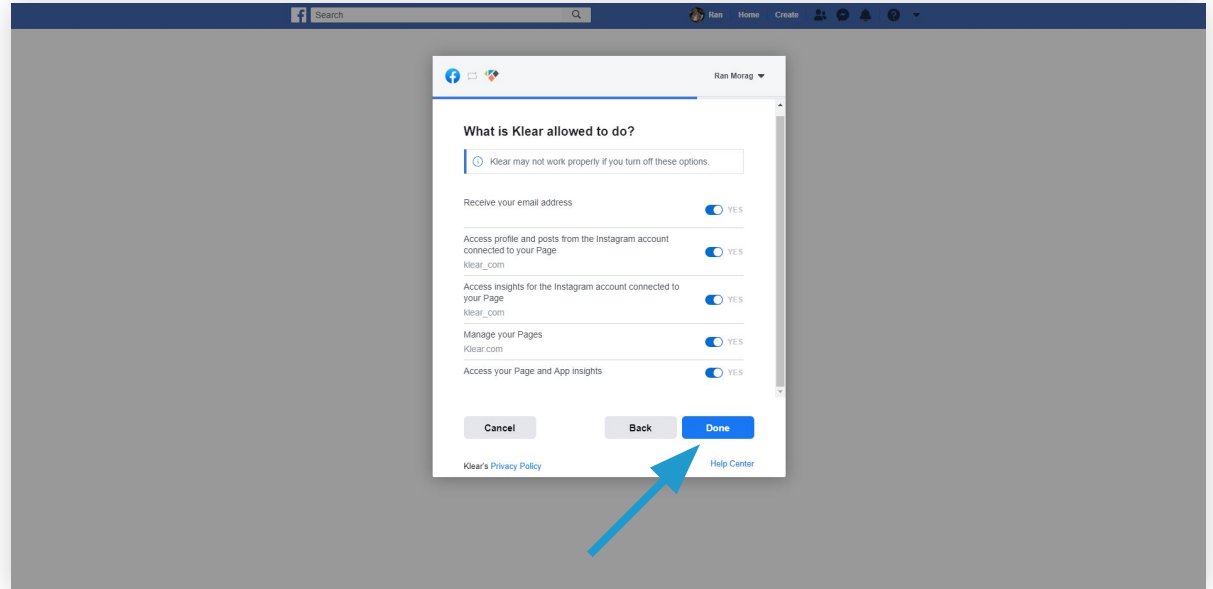 Search
Ran Home Create
Ran Morag
What is Klear allowed to do?
Klear may not work properly if you turn off these options.
Receive your email address
YES
Access profile and posts from the Instagram account
connected to your Page
klear_com
YES
Access insights for the Instagram account connected to
your Page
klear_com
YES
Manage your Pages
Klear.com
YES
Access your Page and App insights
YES
Cancel Back Done
Klear's Privacy Policy Help Center